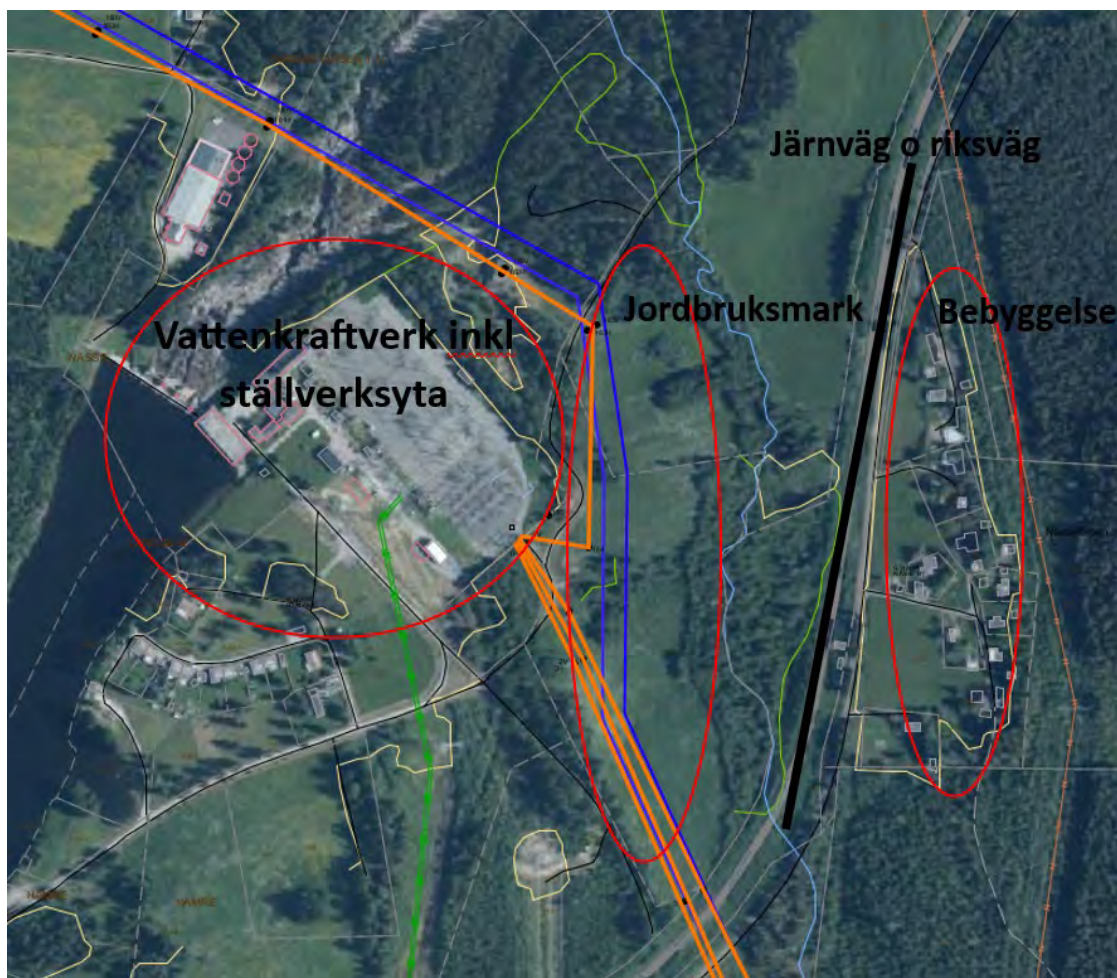 Järnväg o riksväg
Jordbruksmark
Bebyggelse
Vattenkraftverk inkl
ställverksyta